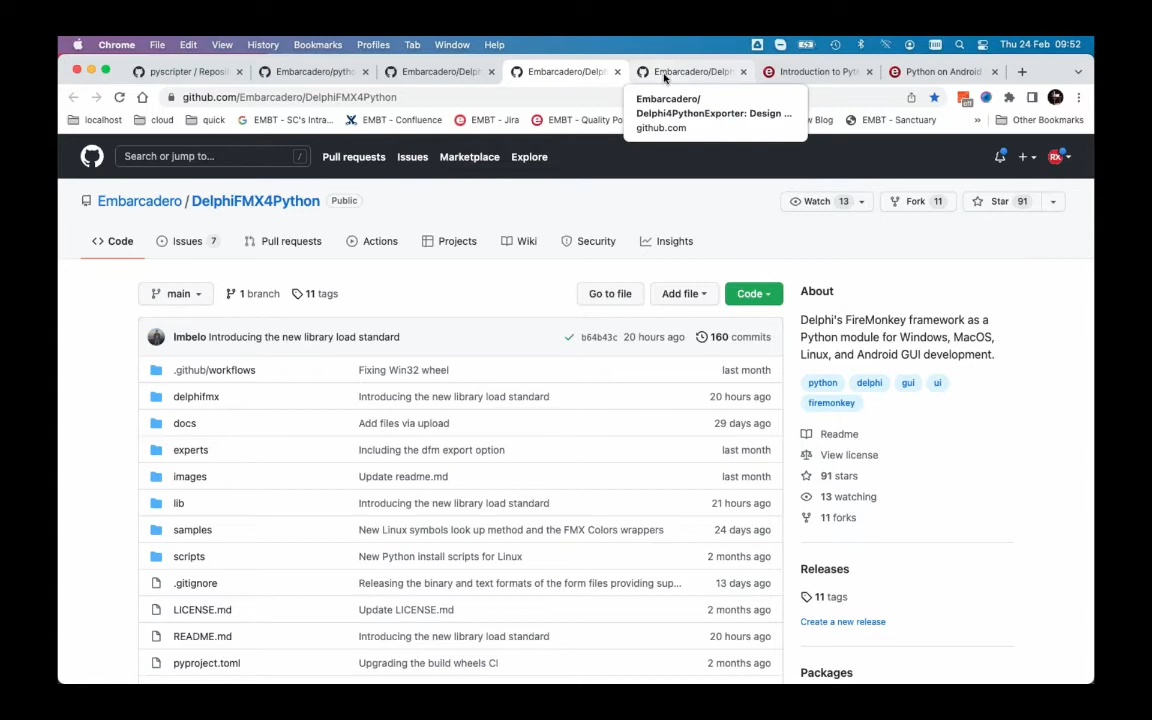 Chrome File Edit View History Bookmarks Profiles Tab Window Help Thu 24 Feb 09:52
pyscripter / Reposi Embarcadero/pytho Embarcadero/Delph Embarcadero/Delph Embarcadero/Delph Introduction to Pyth Python on Android
github.com/Embarcadero/DelphiFMX4Python
Embarcadero/
Delphi4PythonExporter: Design ...
github.com
localhost cloud quick EMBT - SC's Intra... EMBT - Confluence EMBT - Jira EMBT - Quality Po Blog EMBT - Sanctuary » Other Bookmarks
Search or jump to... / Pull requests Issues Marketplace Explore RX
Embarcadero / DelphiFMX4Python Public
Watch 13 Fork 11 Star 91
Code Issues 7 Pull requests Actions Projects Wiki Security Insights
main 1 branch 11 tags Go to file Add file Code
lmbelo Introducing the new library load standard b64b43c 20 hours ago 160 commits
.github/workflows Fixing Win32 wheel last month
delphifmx Introducing the new library load standard 20 hours ago
docs Add files via upload 29 days ago
experts Including the dfm export option last month
images Update readme.md last month
lib Introducing the new library load standard 21 hours ago
samples New Linux symbols look up method and the FMX Colors wrappers 24 days ago
scripts New Python install scripts for Linux 2 months ago
.gitignore Releasing the binary and text formats of the form files providing sup... 13 days ago
LICENSE.md Update LICENSE.md 2 months ago
README.md Introducing the new library load standard 20 hours ago
pyproject.toml Upgrading the build wheels CI 2 months ago
About
Delphi's FireMonkey framework as a
Python module for Windows, MacOS,
Linux, and Android GUI development.
python delphi gui ui
firemonkey
Readme
View license
91 stars
13 watching
11 forks
Releases
11 tags
Create a new release
Packages